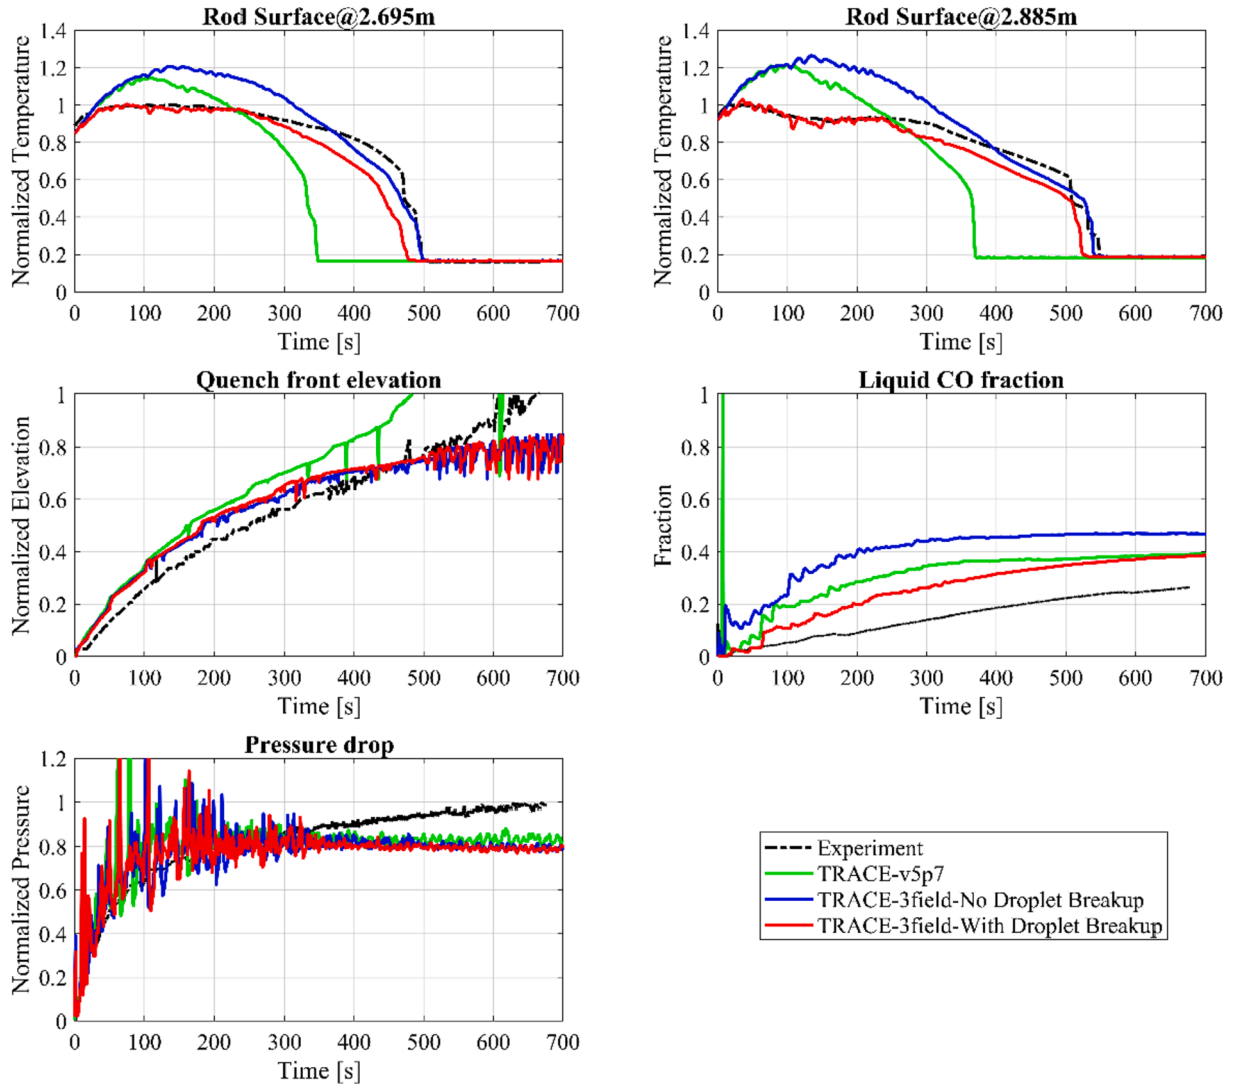 Rod Surface@2.695m
1.4
1.2
1
0.8
0.6
0.4
0.2
0
Normalized Temperature
0 100 200 300 400 500 600 700
Time [s]
Rod Surface@2.885m
1.4
1.2
1
0.8
0.6
0.4
0.2
0
Normalized Temperature
0 100 200 300 400 500 600 700
Time [s]
Quench front elevation
1
0.8
0.6
0.4
0.2
0
Normalized Elevation
0 100 200 300 400 500 600 700
Time [s]
Liquid CO fraction
1
0.8
0.6
0.4
0.2
0
Fraction
0 100 200 300 400 500 600 700
Time [s]
Pressure drop
1.2
1
0.8
0.6
0.4
0.2
0
Normalized Pressure
0 100 200 300 400 500 600 700
Time [s]
Experiment
TRACE-v5p7
TRACE-3field-No Droplet Breakup
TRACE-3field-With Droplet Breakup